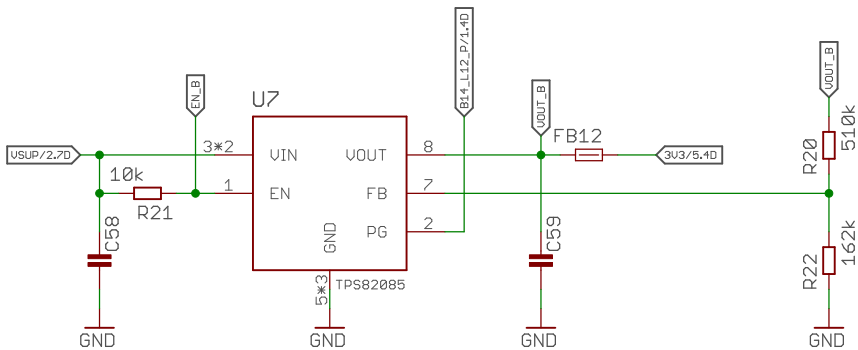 B14_L12_P/1.4D
VOUT_B
EN_B
VOUT_B
U7
FB12
510k
R20
VSUP/2.7D
3*2
VIN
VOUT
8
3V3/5.4D
10k
R21
1
EN
FB
7
PG
2
GND
C58
C59
R22
162k
5*3
TPS82085
GND
GND
GND
GND